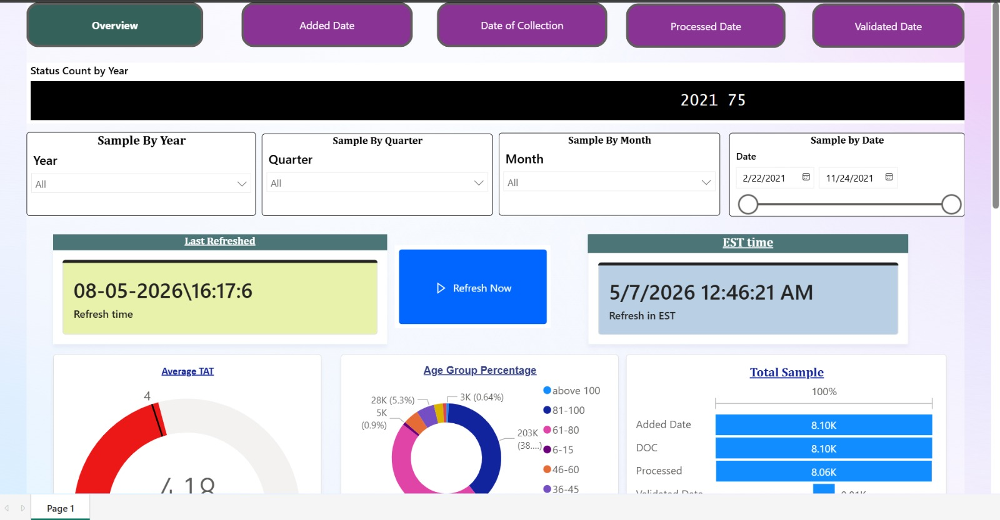 Overview
Added Date
Date of Collection
Processed Date
Validated Date
Status Count by Year
2021 75
Sample By Year
Year
All
Sample By Quarter
Quarter
All
Sample By Month
Month
All
Sample by Date
Date
2/22/2021
11/24/2021
Last Refreshed
08-05-2026\16:17:6
Refresh time
Refresh Now
EST time
5/7/2026 12:46:21 AM
Refresh in EST
Average TAT
4
4.18
Age Group Percentage
28K (5.3%)
3K (0.64%)
5K
(0.9%)
203K
(38....)
above 100
81-100
61-80
6-15
46-60
36-45
Total Sample
100%
Added Date
8.10K
DOC
8.10K
Processed
8.06K
Validated Date
Page 1